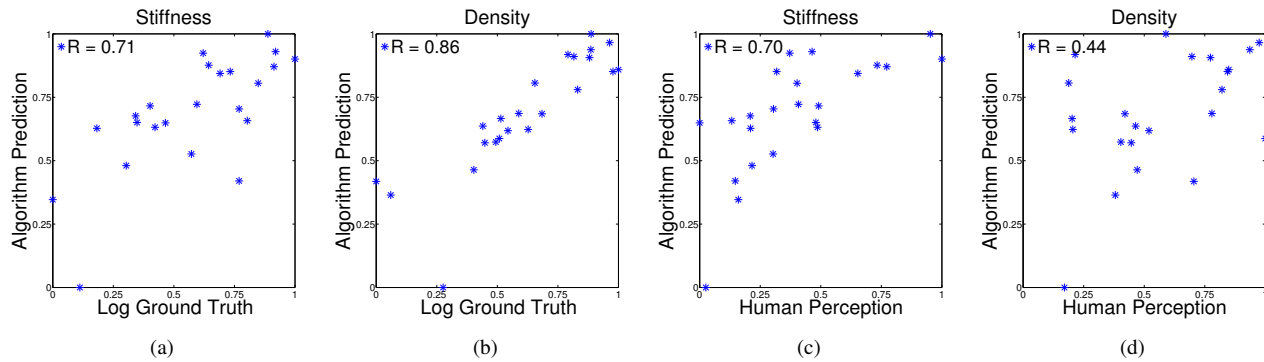 Stiffness
R = 0.71
Algorithm Prediction
1
0.75
0.5
0.25
0
0 0.25 0.5 0.75 1
Log Ground Truth
(a)
Density
R = 0.86
Algorithm Prediction
1
0.75
0.5
0.25
0
0 0.25 0.5 0.75 1
Log Ground Truth
(b)
Stiffness
R = 0.70
Algorithm Prediction
1
0.75
0.5
0.25
0
0 0.25 0.5 0.75 1
Human Perception
(c)
Density
R = 0.44
Algorithm Prediction
1
0.75
0.5
0.25
0
0 0.25 0.5 0.75
Human Perception
(d)